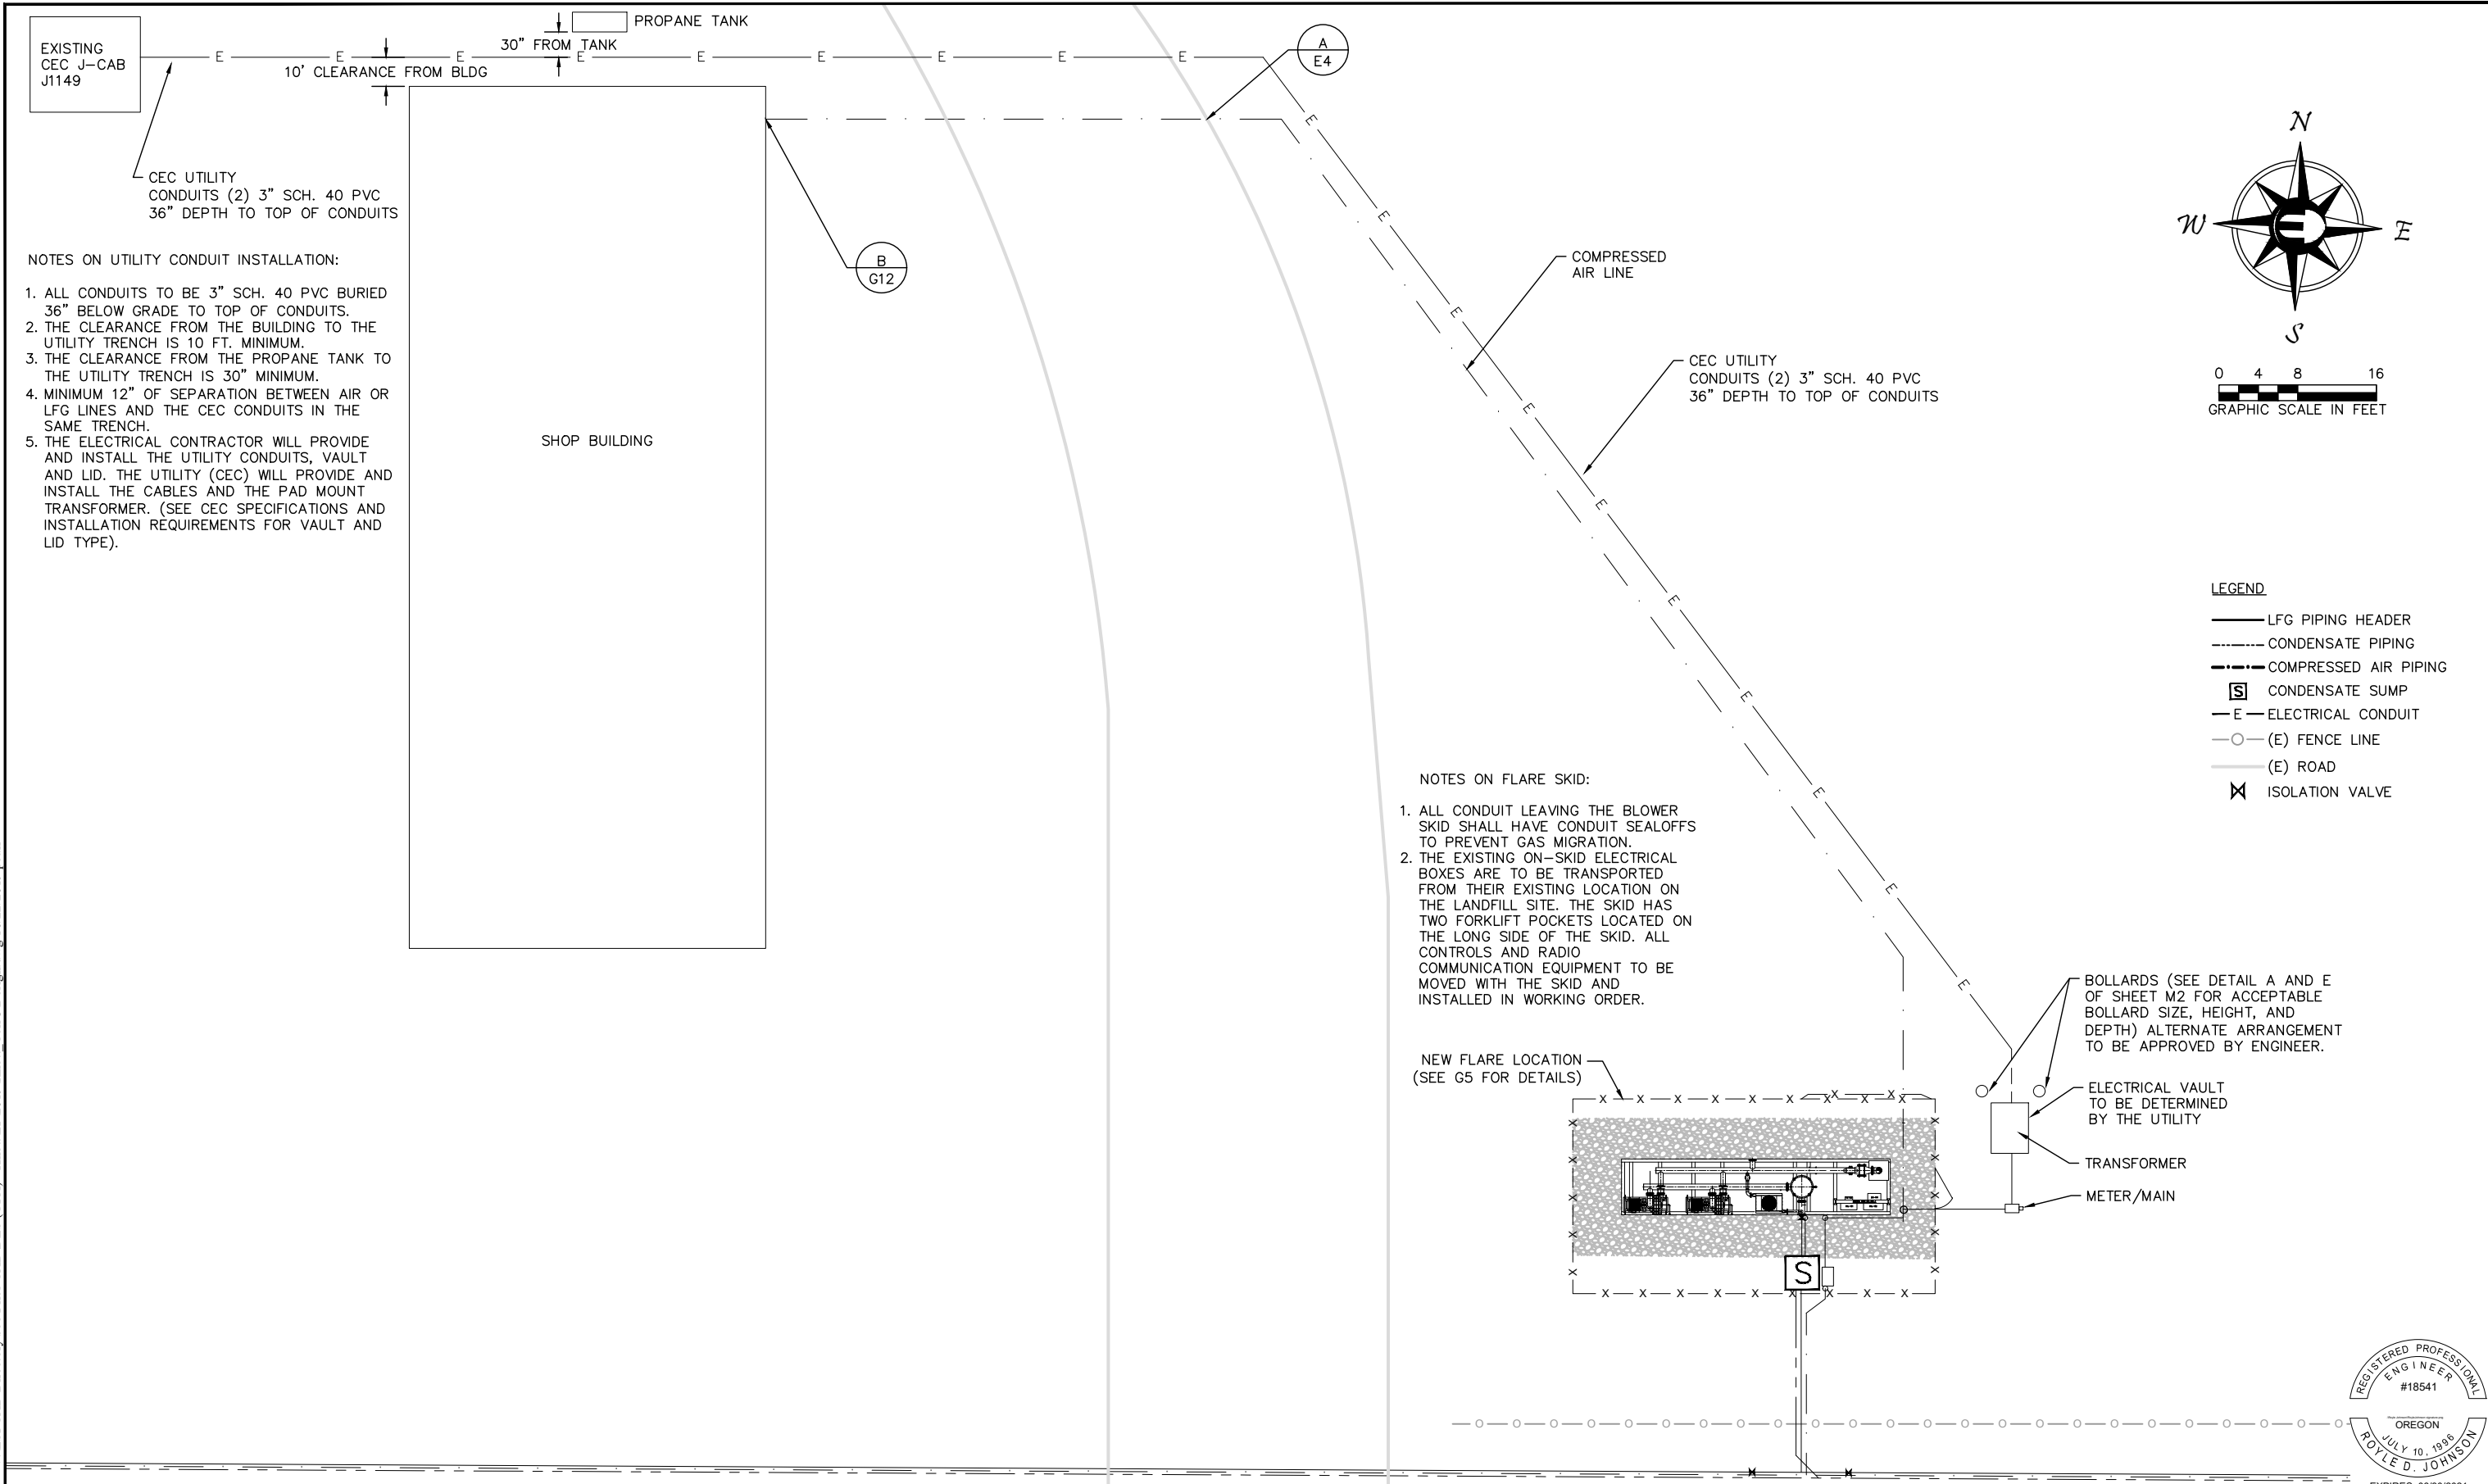 EXISTING
CEC J-CAB
J1149
PROPANE TANK
30" FROM TANK
10' CLEARANCE FROM BLDG
E E E E E E E E E
A
E4
CEC UTILITY
CONDUITS (2) 3" SCH. 40 PVC
36" DEPTH TO TOP OF CONDUITS
B
G12
NOTES ON UTILITY CONDUIT INSTALLATION:
1. ALL CONDUITS TO BE 3" SCH. 40 PVC BURIED
36" BELOW GRADE TO TOP OF CONDUITS.
2. THE CLEARANCE FROM THE BUILDING TO THE
UTILITY TRENCH IS 10 FT. MINIMUM.
3. THE CLEARANCE FROM THE PROPANE TANK TO
THE UTILITY TRENCH IS 30" MINIMUM.
4. MINIMUM 12" OF SEPARATION BETWEEN AIR OR
LFG LINES AND THE CEC CONDUITS IN THE
SAME TRENCH.
5. THE ELECTRICAL CONTRACTOR WILL PROVIDE
AND INSTALL THE UTILITY CONDUITS, VAULT
AND LID. THE UTILITY (CEC) WILL PROVIDE AND
INSTALL THE CABLES AND THE PAD MOUNT
TRANSFORMER. (SEE CEC SPECIFICATIONS AND
INSTALLATION REQUIREMENTS FOR VAULT AND
LID TYPE).
SHOP BUILDING
COMPRESSED
AIR LINE
CEC UTILITY
CONDUITS (2) 3" SCH. 40 PVC
36" DEPTH TO TOP OF CONDUITS
N
W E
S
0 4 8 16
GRAPHIC SCALE IN FEET
LEGEND
LFG PIPING HEADER
CONDENSATE PIPING
COMPRESSED AIR PIPING
S CONDENSATE SUMP
E ELECTRICAL CONDUIT
(E) FENCE LINE
(E) ROAD
ISOLATION VALVE
NOTES ON FLARE SKID:
1. ALL CONDUIT LEAVING THE BLOWER
SKID SHALL HAVE CONDUIT SEALOFFS
TO PREVENT GAS MIGRATION.
2. THE EXISTING ON-SKID ELECTRICAL
BOXES ARE TO BE TRANSPORTED
FROM THEIR EXISTING LOCATION ON
THE LANDFILL SITE. THE SKID HAS
TWO FORKLIFT POCKETS LOCATED ON
THE LONG SIDE OF THE SKID. ALL
CONTROLS AND RADIO
COMMUNICATION EQUIPMENT TO BE
MOVED WITH THE SKID AND
INSTALLED IN WORKING ORDER.
NEW FLARE LOCATION
(SEE G5 FOR DETAILS)
BOLLARDS (SEE DETAIL A AND E
OF SHEET M2 FOR ACCEPTABLE
BOLLARD SIZE, HEIGHT, AND
DEPTH) ALTERNATE ARRANGEMENT
TO BE APPROVED BY ENGINEER.
ELECTRICAL VAULT
TO BE DETERMINED
BY THE UTILITY
TRANSFORMER
METER/MAIN
S
REGISTERED PROFESSIONAL
ENGINEER
#18541
OREGON
JULY 10, 1996
ROYLE D. JOHNSON